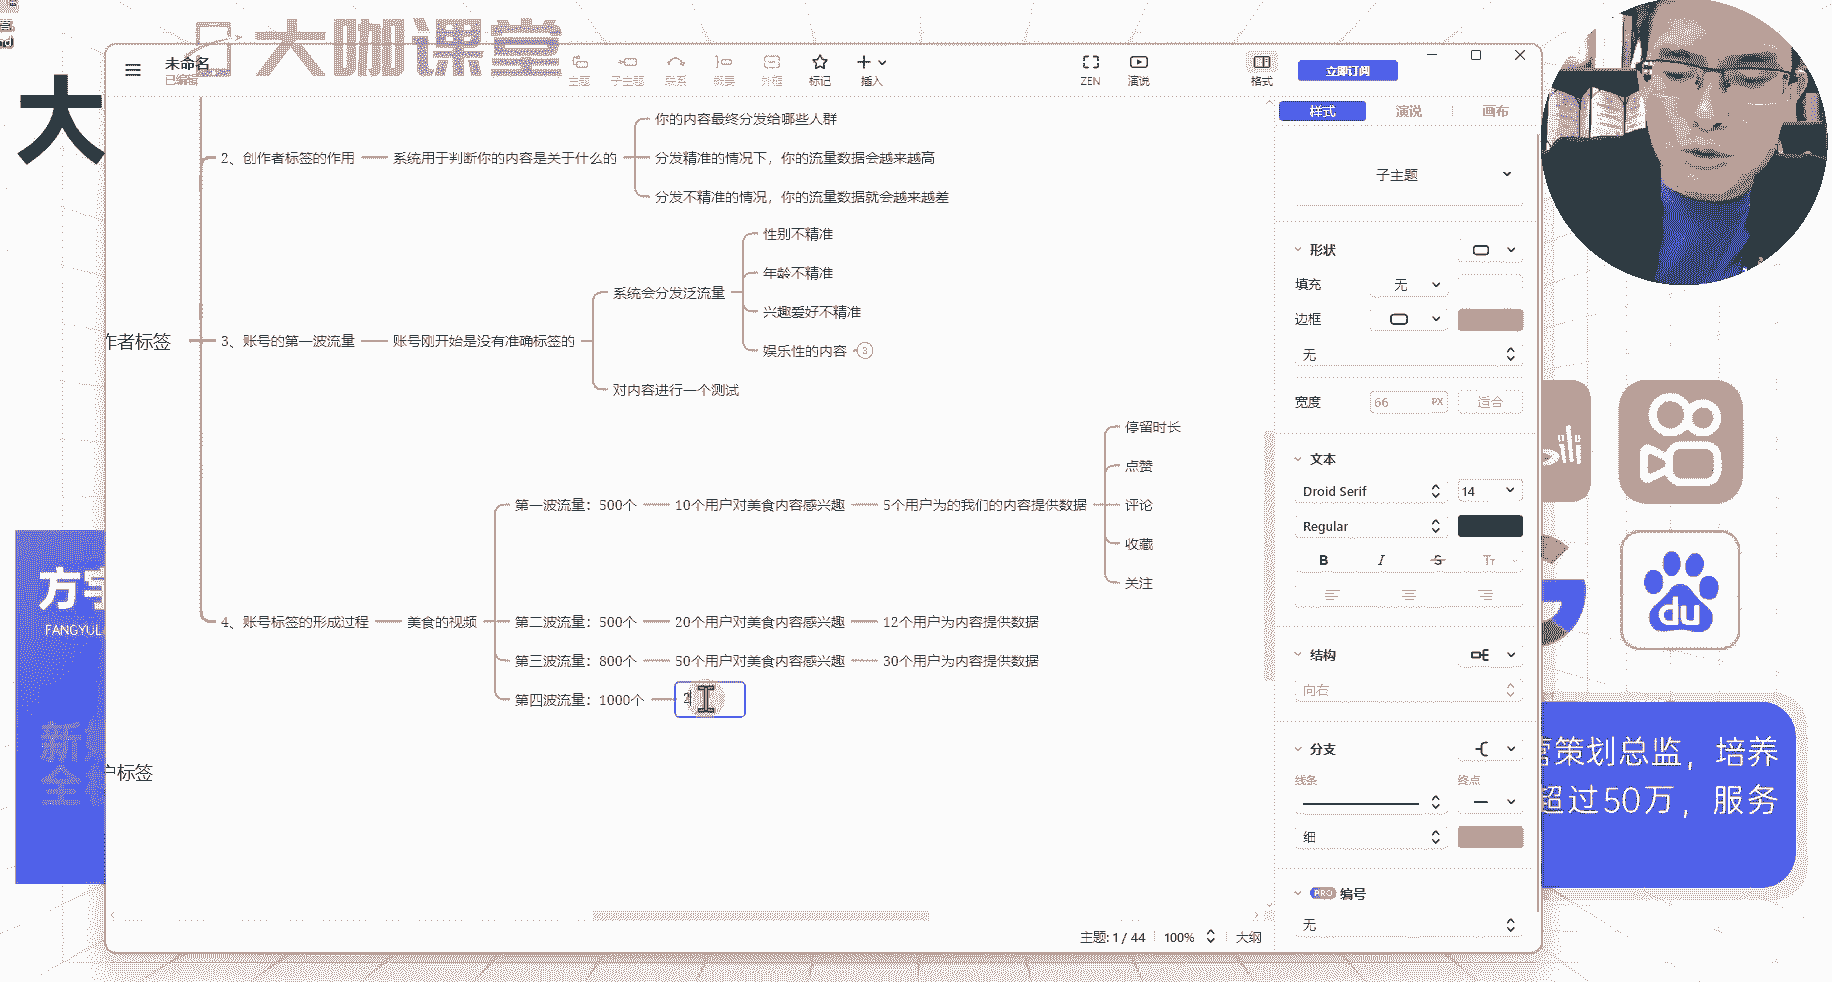 大咖课堂
大
未命名
已编辑
主题
子主题
联系
概要
外框
标记
插入
ZEN
演说
格式
立即订阅
样式
演说
画布
子主题
形状
填充
无
边框
无
宽度
66
PX
适合
文本
Droid Serif
14
Regular
B
I
S
Tт
结构
向右
分支
线条
终点
细
PRO
编号
无
作者标签
2、创作者标签的作用
系统用于判断你的内容是关于什么的
你的内容最终分发给哪些人群
分发精准的情况下，你的流量数据会越来越高
分发不精准的情况，你的流量数据就会越来越差
3、账号的第一波流量
账号刚开始是没有准确标签的
系统会分发泛流量
性别不精准
年龄不精准
兴趣爱好不精准
娱乐性的内容
3
对内容进行一个测试
4、账号标签的形成过程
美食的视频
第一波流量：500个
10个用户对美食内容感兴趣
5个用户为的我们的内容提供数据
停留时长
点赞
评论
收藏
关注
第二波流量：500个
20个用户对美食内容感兴趣
12个用户为内容提供数据
第三波流量：800个
50个用户对美食内容感兴趣
30个用户为内容提供数据
第四波流量：1000个
2
户标签
主题: 1 / 44
100%
大纲
方宇
FANGYUL
新
全
du
营策划总监，培养
超过50万，服务